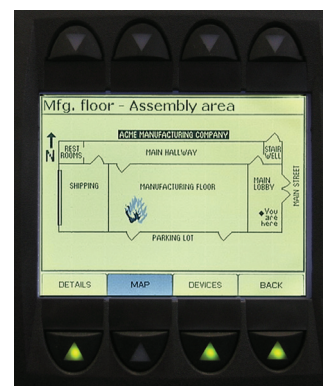 Mfg. floor - Assembly area
ACME MANUFACTURING COMPANY
N
REST
ROOMS
MAIN HALLWAY
STAIR
WELL
SHIPPING
MANUFACTURING FLOOR
MAIN
LOBBY
MAIN STREET
You
are
here
PARKING LOT
DETAILS
MAP
DEVICES
BACK